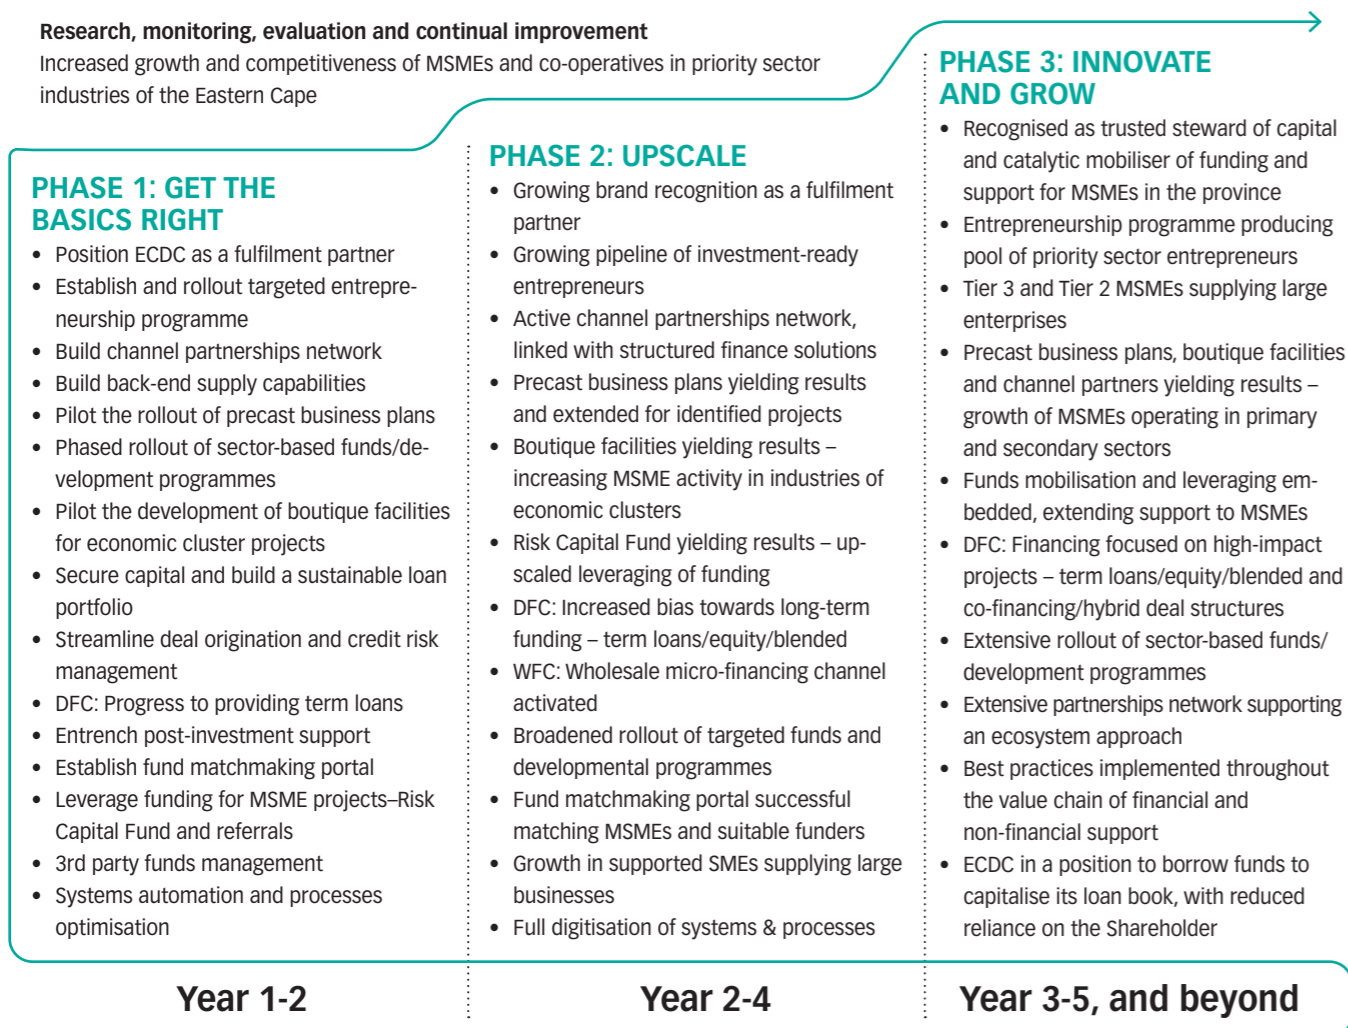 Research, monitoring, evaluation and continual improvement
Increased growth and competitiveness of MSMEs and co-operatives in priority sector
industries of the Eastern Cape
PHASE 1: GET THE
BASICS RIGHT
• Position ECDC as a fulfilment partner
• Establish and rollout targeted entrepre-
neurship programme
• Build channel partnerships network
• Build back-end supply capabilities
• Pilot the rollout of precast business plans
• Phased rollout of sector-based funds/de-
velopment programmes
• Pilot the development of boutique facilities
for economic cluster projects
• Secure capital and build a sustainable loan
portfolio
• Streamline deal origination and credit risk
management
• DFC: Progress to providing term loans
• Entrench post-investment support
• Establish fund matchmaking portal
• Leverage funding for MSME projects–Risk
Capital Fund and referrals
• 3rd party funds management
• Systems automation and processes
optimisation
Year 1-2
PHASE 2: UPSCALE
• Growing brand recognition as a fulfilment
partner
• Growing pipeline of investment-ready
entrepreneurs
• Active channel partnerships network,
linked with structured finance solutions
• Precast business plans yielding results
and extended for identified projects
• Boutique facilities yielding results –
increasing MSME activity in industries of
economic clusters
• Risk Capital Fund yielding results – up-
scaled leveraging of funding
• DFC: Increased bias towards long-term
funding – term loans/equity/blended
• WFC: Wholesale micro-financing channel
activated
• Broadened rollout of targeted funds and
developmental programmes
• Fund matchmaking portal successful
matching MSMEs and suitable funders
• Growth in supported SMEs supplying large
businesses
• Full digitisation of systems & processes
Year 2-4
PHASE 3: INNOVATE
AND GROW
• Recognised as trusted steward of capital
and catalytic mobiliser of funding and
support for MSMEs in the province
• Entrepreneurship programme producing
pool of priority sector entrepreneurs
• Tier 3 and Tier 2 MSMEs supplying large
enterprises
• Precast business plans, boutique facilities
and channel partners yielding results –
growth of MSMEs operating in primary
and secondary sectors
• Funds mobilisation and leveraging em-
bedded, extending support to MSMEs
• DFC: Financing focused on high-impact
projects – term loans/equity/blended and
co-financing/hybrid deal structures
• Extensive rollout of sector-based funds/
development programmes
• Extensive partnerships network supporting
an ecosystem approach
• Best practices implemented throughout
the value chain of financial and
non-financial support
• ECDC in a position to borrow funds to
capitalise its loan book, with reduced
reliance on the Shareholder
Year 3-5, and beyond